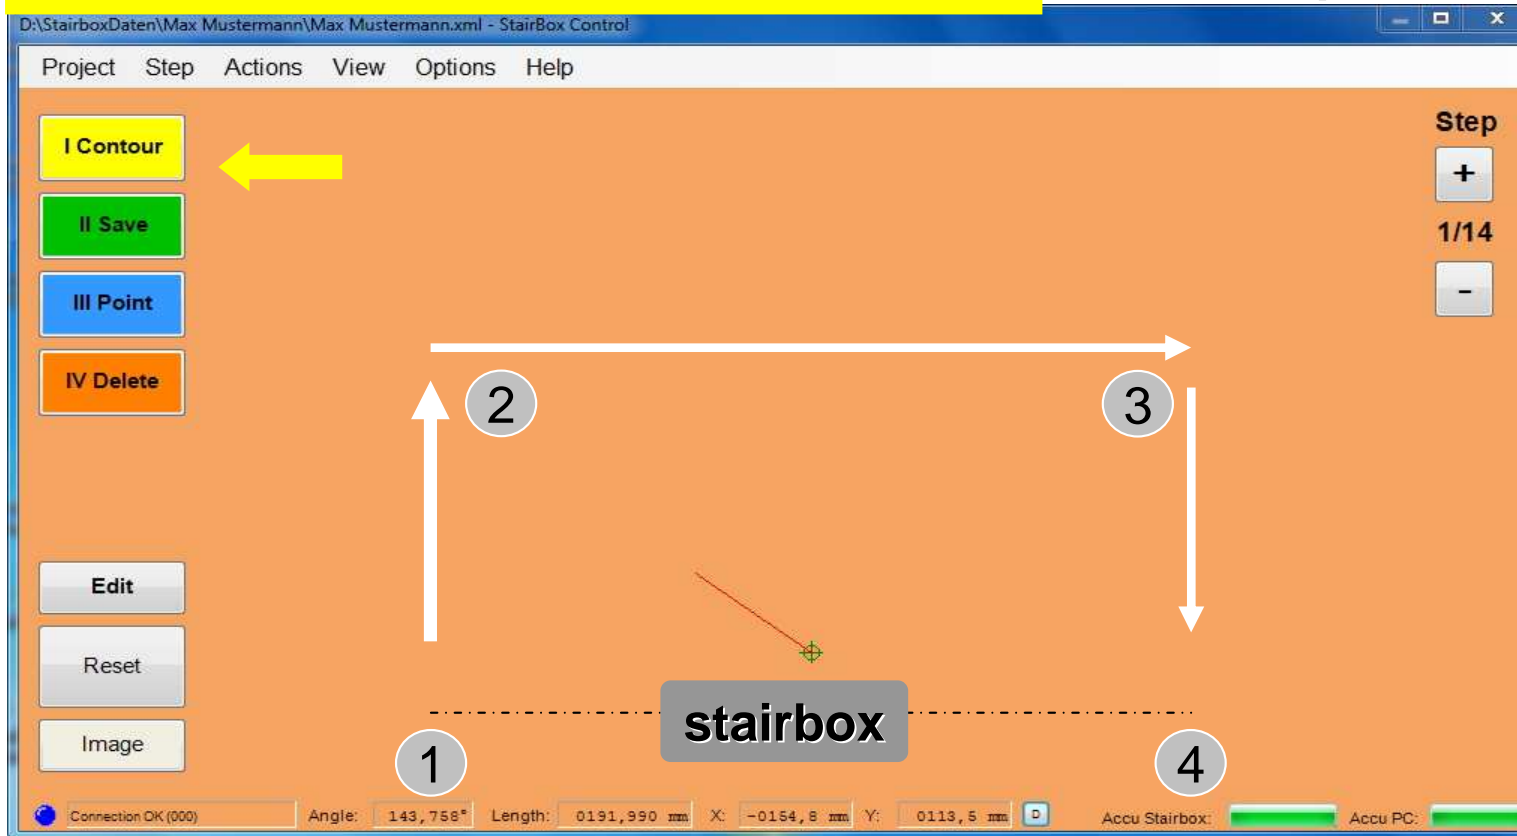 D:\StairboxDaten\Max Mustermann\Max Mustermann.xml - StairBox Control
Project Step Actions View Options Help
I Contour
Step
+
II Save
1/14
III Point
-
IV Delete
2
3
Edit
Reset
stairbox
Image
1
4
Connection OK (000) Angle: 143,758° Length: 0191,990 mm X: -0154,8 mm Y: 0113,5 mm D Accu Stairbox: Accu PC: